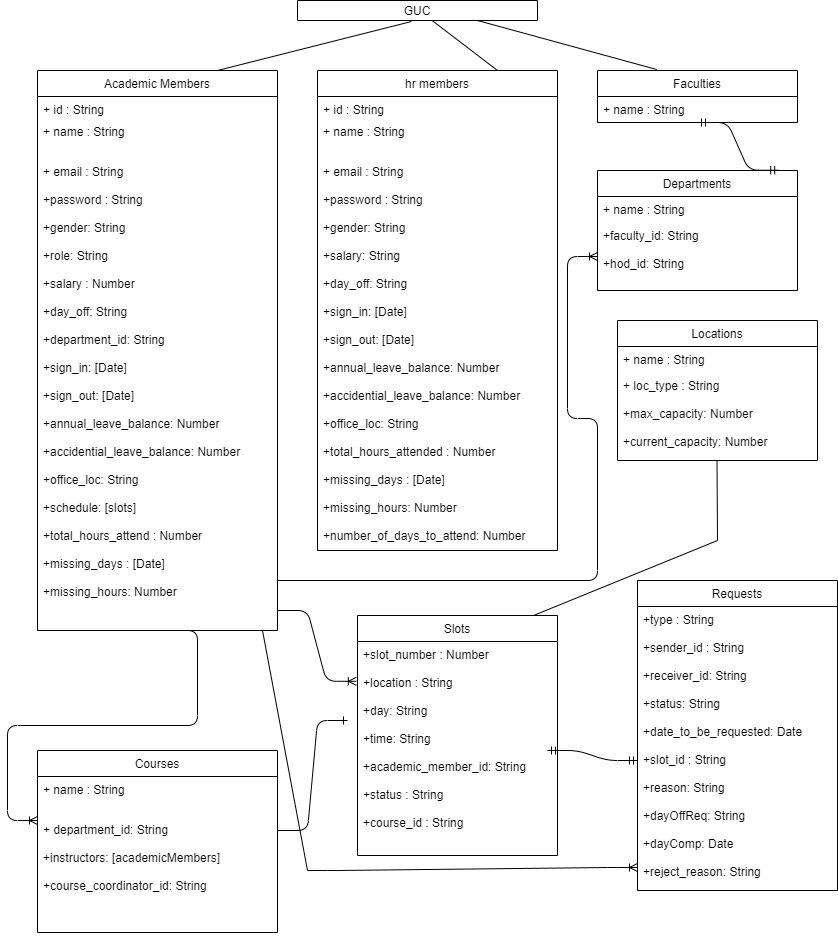 GUC
Academic Members
+ id : String
+ name : String
+ email : String
+password : String
+gender: String
+role: String
+salary : Number
+day_off: String
+department_id: String
+sign_in: [Date]
+sign_out: [Date]
+annual_leave_balance: Number
+accidential_leave_balance: Number
+office_loc: String
+schedule: [slots]
+total_hours_attend : Number
+missing_days : [Date]
+missing_hours: Number
hr members
+ id : String
+ name : String
+ email : String
+password : String
+gender: String
+salary: String
+day_off: String
+sign_in: [Date]
+sign_out: [Date]
+annual_leave_balance: Number
+accidential_leave_balance: Number
+office_loc: String
+total_hours_attended : Number
+missing_days : [Date]
+missing_hours: Number
+number_of_days_to_attend: Number
Faculties
+ name : String
Departments
+ name : String
+faculty_id: String
+hod_id: String
Locations
+ name : String
+ loc_type : String
+max_capacity: Number
+current_capacity: Number
Slots
+slot_number : Number
+location : String
+day: String
+time: String
+academic_member_id: String
+status : String
+course_id : String
Requests
+type : String
+sender_id : String
+receiver_id: String
+status: String
+date_to_be_requested: Date
+slot_id : String
+reason: String
+dayOffReq: String
+dayComp: Date
+reject_reason: String
Courses
+ name : String
+ department_id: String
+instructors: [academicMembers]
+course_coordinator_id: String